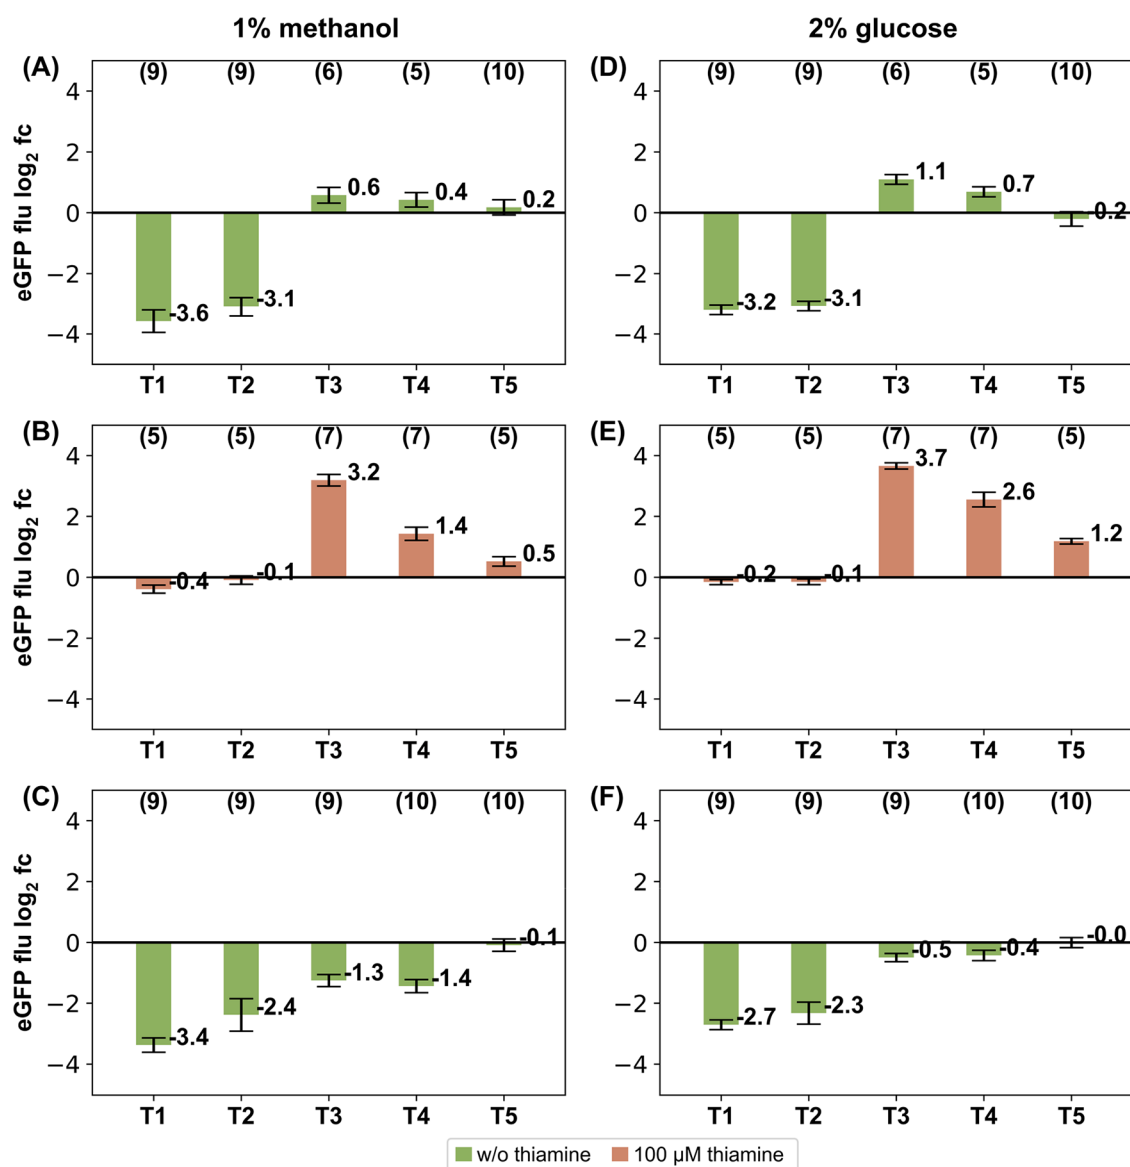 1% methanol
2% glucose
(A)
(9) (9) (6) (5) (10)
eGFP flu log2 fc
4
2
0
−2
−4
-3.6 -3.1 0.6 0.4 0.2
T1 T2 T3 T4 T5
(D)
(9) (9) (6) (5) (10)
4
2
0
−2
−4
-3.2 -3.1 1.1 0.7 -0.2
T1 T2 T3 T4 T5
(B)
(5) (5) (7) (7) (5)
eGFP flu log2 fc
4
2
0
−2
−4
-0.4 -0.1 3.2 1.4 0.5
T1 T2 T3 T4 T5
(E)
(5) (5) (7) (7) (5)
4
2
0
−2
−4
-0.2 -0.1 3.7 2.6 1.2
T1 T2 T3 T4 T5
(C)
(9) (9) (9) (10) (10)
eGFP flu log2 fc
4
2
0
−2
−4
-3.4 -2.4 -1.3 -1.4 -0.1
T1 T2 T3 T4 T5
(F)
(9) (9) (9) (10) (10)
4
2
0
−2
−4
-2.7 -2.3 -0.5 -0.4 -0.0
T1 T2 T3 T4 T5
w/o thiamine 100 µM thiamine